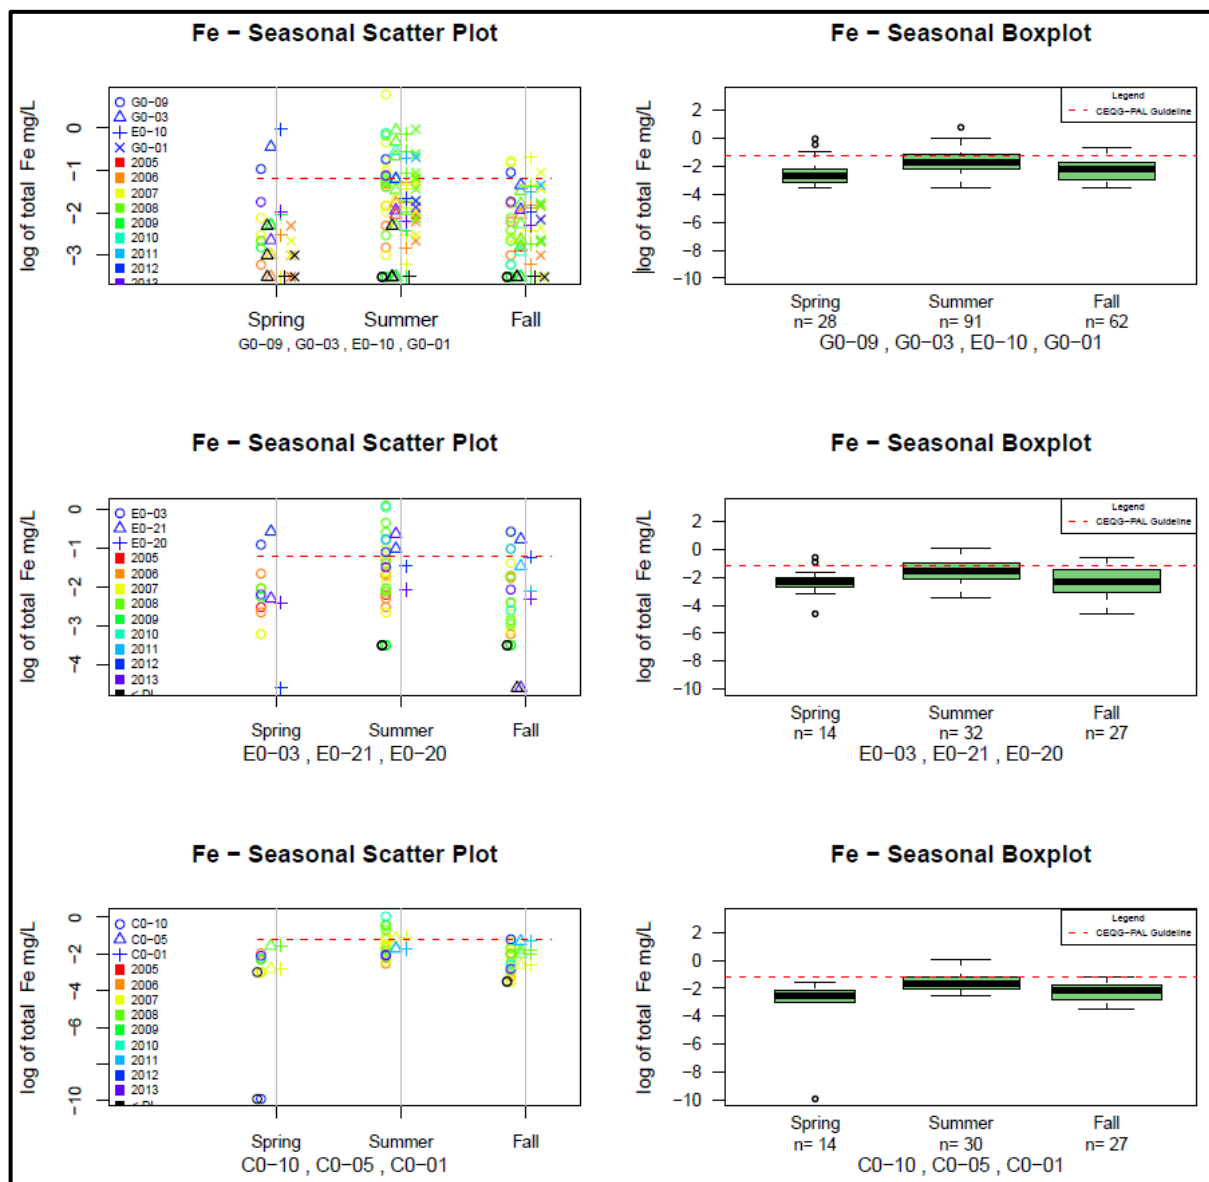 Fe − Seasonal Scatter Plot
log of total Fe mg/L
0
−1
−2
−3
G0−09
G0−03
E0−10
G0−01
2005
2006
2007
2008
2009
2010
2011
2012
2013
Spring Summer Fall
G0−09 , G0−03 , E0−10 , G0−01
Fe − Seasonal Boxplot
log of total Fe mg/L
2
0
−2
−4
−6
−8
−10
Legend
CEQG−PAL Guideline
Spring Summer Fall
n= 28 n= 91 n= 62
G0−09 , G0−03 , E0−10 , G0−01
Fe − Seasonal Scatter Plot
log of total Fe mg/L
0
−1
−2
−3
−4
E0−03
E0−21
E0−20
2005
2006
2007
2008
2009
2010
2011
2012
2013
< DL
Spring Summer Fall
E0−03 , E0−21 , E0−20
Fe − Seasonal Boxplot
log of total Fe mg/L
2
0
−2
−4
−6
−8
−10
Legend
CEQG−PAL Guideline
Spring Summer Fall
n= 14 n= 32 n= 27
E0−03 , E0−21 , E0−20
Fe − Seasonal Scatter Plot
log of total Fe mg/L
0
−2
−4
−6
−10
C0−10
C0−05
C0−01
2005
2006
2007
2008
2009
2010
2011
2012
2013
< DL
Spring Summer Fall
C0−10 , C0−05 , C0−01
Fe − Seasonal Boxplot
log of total Fe mg/L
2
0
−2
−4
−6
−8
−10
Legend
CEQG−PAL Guideline
Spring Summer Fall
n= 14 n= 30 n= 27
C0−10 , C0−05 , C0−01